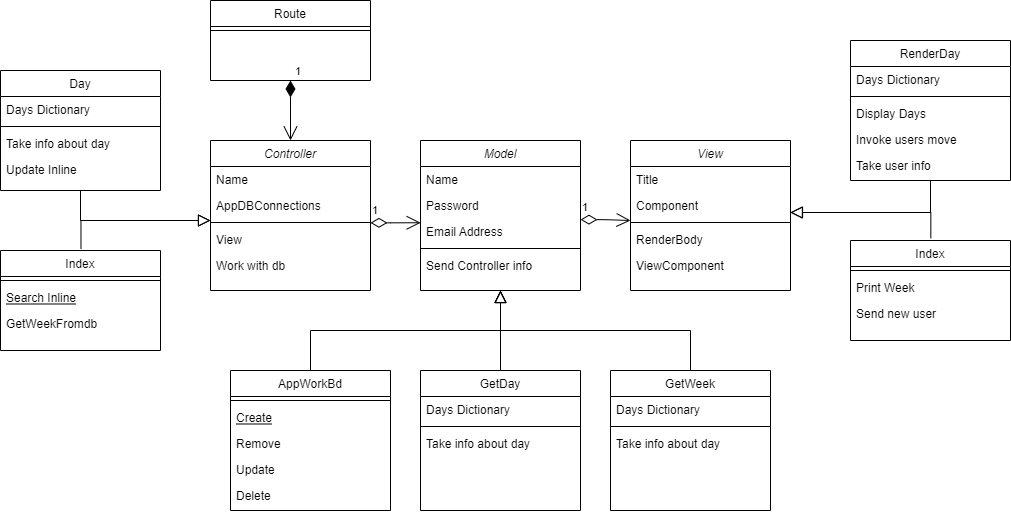 Route
1
Day
Days Dictionary
Take info about day
Update Inline
Index
Search Inline
GetWeekFromdb
Controller
Name
AppDBConnections
View
Work with db
1
Model
Name
Password
Email Address
Send Controller info
1
View
Title
Component
RenderBody
ViewComponent
RenderDay
Days Dictionary
Display Days
Invoke users move
Take user info
Index
Print Week
Send new user
AppWorkBd
Create
Remove
Update
Delete
GetDay
Days Dictionary
Take info about day
GetWeek
Days Dictionary
Take info about day